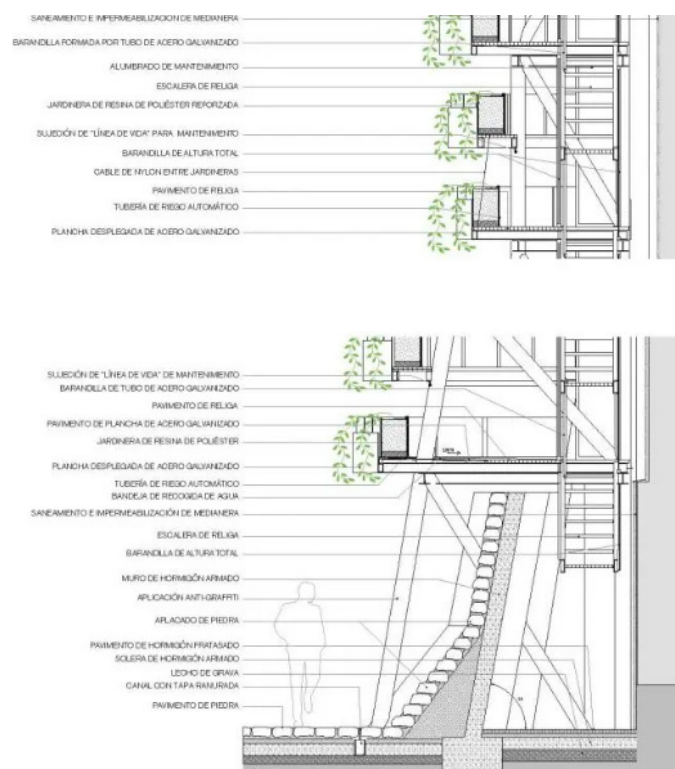 SANEAMIENTO E IMPERMEABILIZACIÓN DE MEDIANERA
BARANDILLA FORMADA POR TUBO DE ACERO GALVANIZADO
ALUMBRADO DE MANTENIMIENTO
ESCALERA DE RELIGA
JARDINERA DE RESINA DE POLIÉSTER REFORZADA
SUJECIÓN DE "LÍNEA DE VIDA" PARA MANTENIMIENTO
BARANDILLA DE ALTURA TOTAL
CABLE DE NYLON ENTRE JARDINERAS
PAVIMENTO DE RELIGA
TUBERÍA DE RIEGO AUTOMÁTICO
PLANCHA DESPLEGADA DE ACERO GALVANIZADO
SUJECIÓN DE "LÍNEA DE VIDA" DE MANTENIMIENTO
BARANDILLA DE TUBO DE ACERO GALVANIZADO
PAVIMENTO DE RELIGA
PAVIMENTO DE PLANCHA DE ACERO GALVANIZADO
JARDINERA DE RESINA DE POLIÉSTER
PLANCHA DESPLEGADA DE ACERO GALVANIZADO
TUBERÍA DE RIEGO AUTOMÁTICO
BANDEJA DE RECOGIDA DE AGUA
SANEAMIENTO E IMPERMEABILIZACIÓN DE MEDIANERA
ESCALERA DE RELIGA
BARANDILLA DE ALTURA TOTAL
MURO DE HORMIGÓN ARMADO
APLICACIÓN ANTI-GRAFFITI
APLACADO DE PIEDRA
PAVIMENTO DE HORMIGÓN FRATASADO
SOLERA DE HORMIGÓN ARMADO
LECHO DE GRAVA
CANAL CON TAPA RANURADA
PAVIMENTO DE PIEDRA